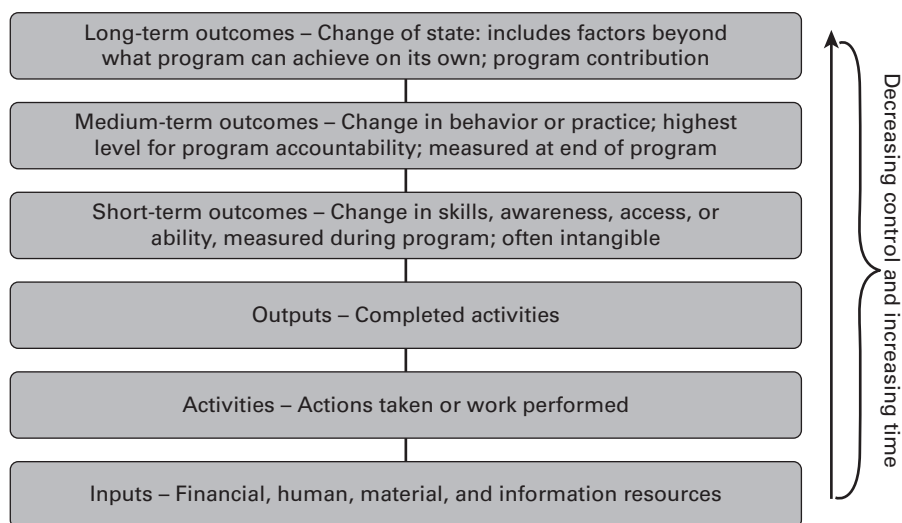 Long-term outcomes – Change of state: includes factors beyond
what program can achieve on its own; program contribution
Medium-term outcomes – Change in behavior or practice; highest
level for program accountability; measured at end of program
Short-term outcomes – Change in skills, awareness, access, or
ability, measured during program; often intangible
Outputs – Completed activities
Activities – Actions taken or work performed
Inputs – Financial, human, material, and information resources
Decreasing control and increasing time